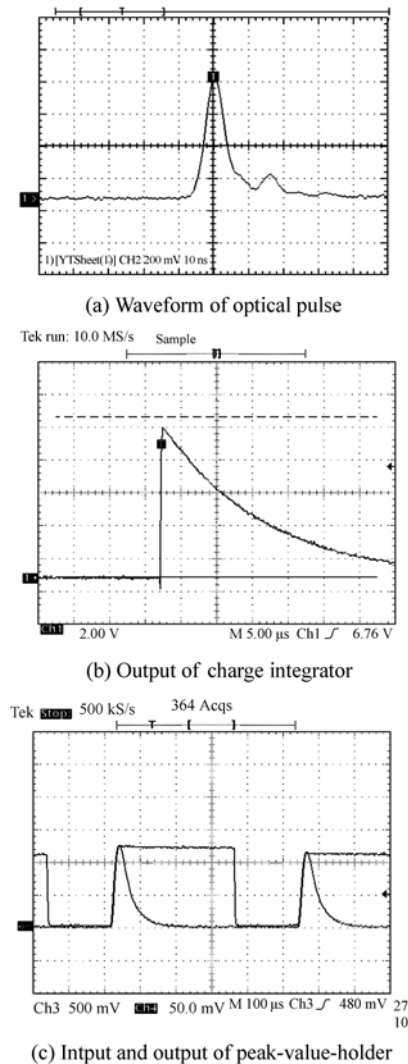 1) [YTSheet(1)] CH2 200 mV 10 ns
(a) Waveform of optical pulse
Tek run: 10.0 MS/s Sample
Ch1 2.00 V M 5.00 μs Ch1 6.76 V
(b) Output of charge integrator
Tek Stop: 500 kS/s 364 Acqs
Ch3 500 mV Ch4 50.0 mV M 100 μs Ch3 480 mV 27
10
(c) Intput and output of peak-value-holder